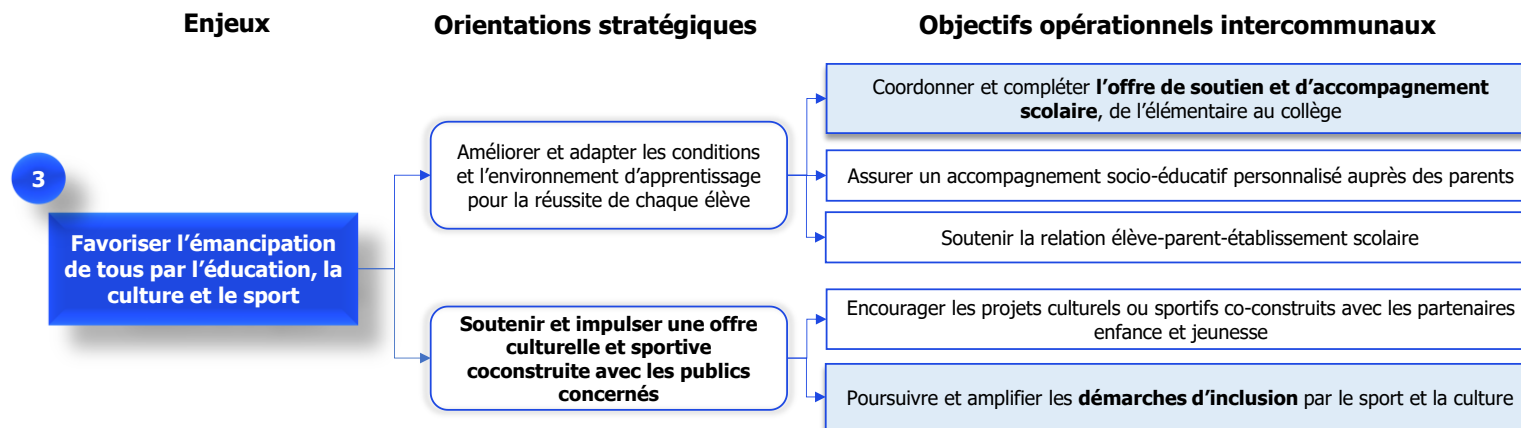 Enjeux
Orientations stratégiques
Objectifs opérationnels intercommunaux
3
Favoriser l’émancipation
de tous par l’éducation, la
culture et le sport
Améliorer et adapter les conditions
et l’environnement d’apprentissage
pour la réussite de chaque élève
Coordonner et compléter l’offre de soutien et d’accompagnement
scolaire, de l’élémentaire au collège
Assurer un accompagnement socio-éducatif personnalisé auprès des parents
Soutenir la relation élève-parent-établissement scolaire
Soutenir et impulser une offre
culturelle et sportive
coconstruite avec les publics
concernés
Encourager les projets culturels ou sportifs co-construits avec les partenaires
enfance et jeunesse
Poursuivre et amplifier les démarches d’inclusion par le sport et la culture